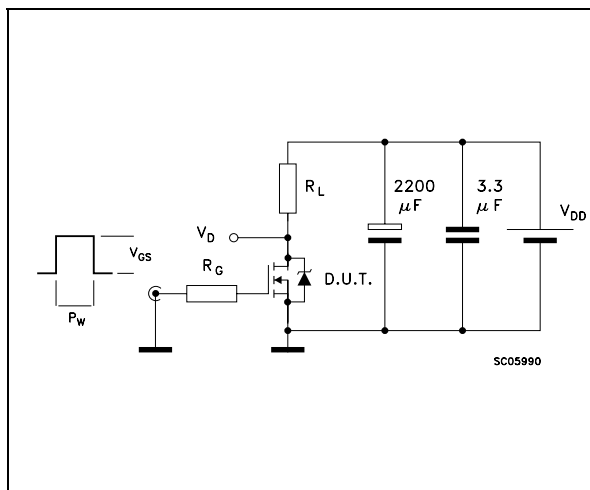 R_L
2200
μF
3.3
μF
V_DD
V_D
V_GS
R_G
D.U.T.
P_W
SC05990